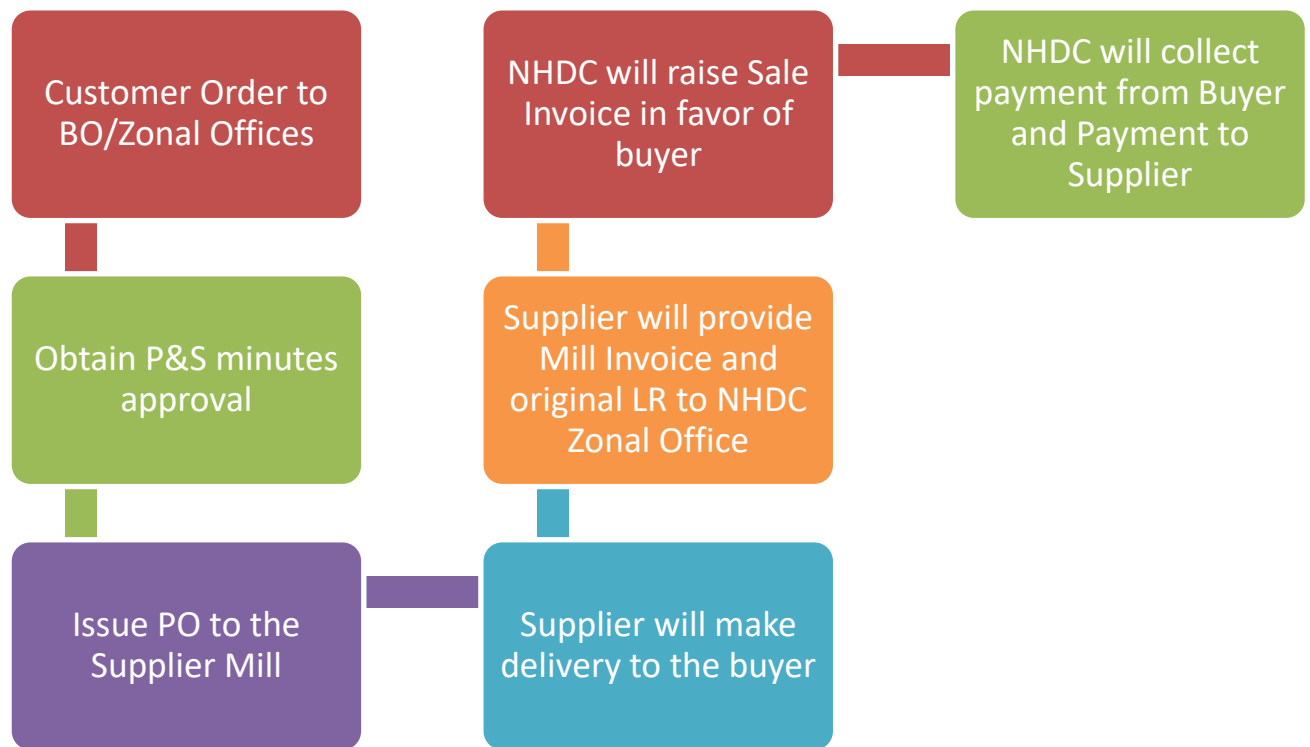 Customer Order to
BO/Zonal Offices
Obtain P&S minutes
approval
Issue PO to the
Supplier Mill
Supplier will make
delivery to the buyer
Supplier will provide
Mill Invoice and
original LR to NHDC
Zonal Office
NHDC will raise Sale
Invoice in favor of
buyer
NHDC will collect
payment from Buyer
and Payment to
Supplier